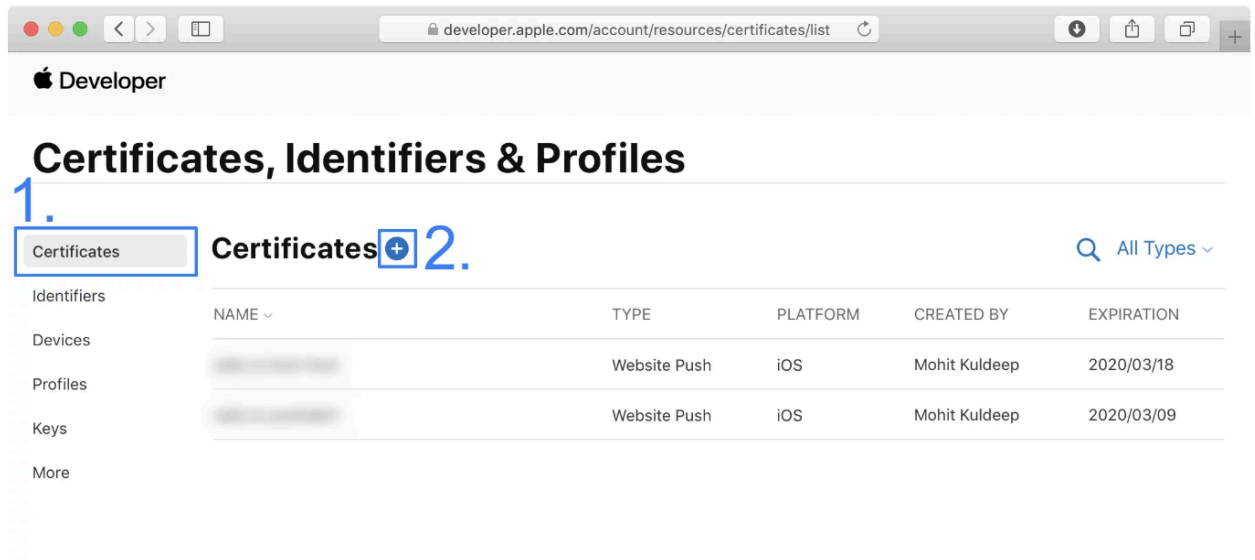 developer.apple.com/account/resources/certificates/list
Developer
Certificates, Identifiers & Profiles
1.
Certificates
Identifiers
Devices
Profiles
Keys
More
Certificates 2.
All Types
NAME TYPE PLATFORM CREATED BY EXPIRATION
Website Push iOS Mohit Kuldeep 2020/03/18
Website Push iOS Mohit Kuldeep 2020/03/09